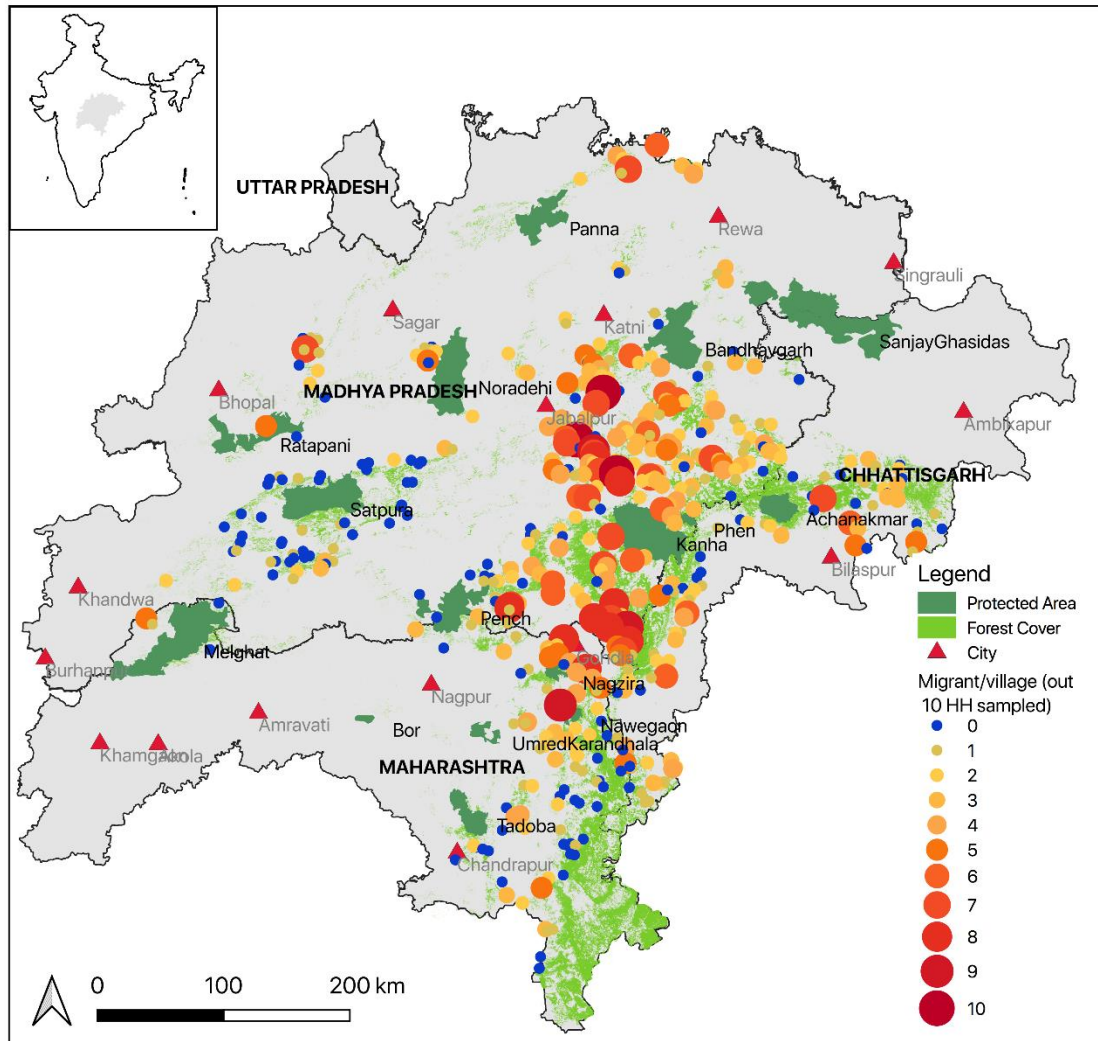 UTTAR PRADESH
Panna
Rewa
Singrauli
Sagar
Katni
SanjayGhasidas
Bandhavgarh
MADHYA PRADESH
Noradehi
Bhopal
Jabalpur
Ambikapur
Ratapani
CHHATTISGARH
Satpura
Achanakmar
Phen
Kanha
Bilaspur
Khandwa
Pench
Melghat
Gondia
Nagzira
Nagpur
Amravati
Bor
Nawegaon
UmredKarandhala
Akola
MAHARASHTRA
Tadoba
Chandrapur
Legend
Protected Area
Forest Cover
City
Migrant/village (out
10 HH sampled)
0
1
2
3
4
5
6
7
8
9
10
0 100 200 km